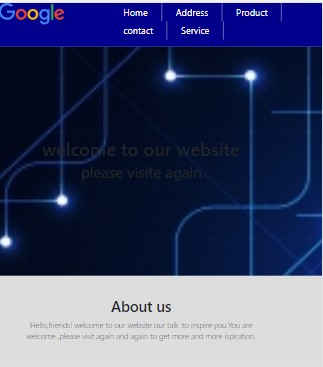 Google
Home Address Product
contact Service
welcome to our website
please visite again
About us
Hello,friends! welcome to our website our talk :to inspire you.You are
welcome ,please visit again and again to get more and more ispiration.